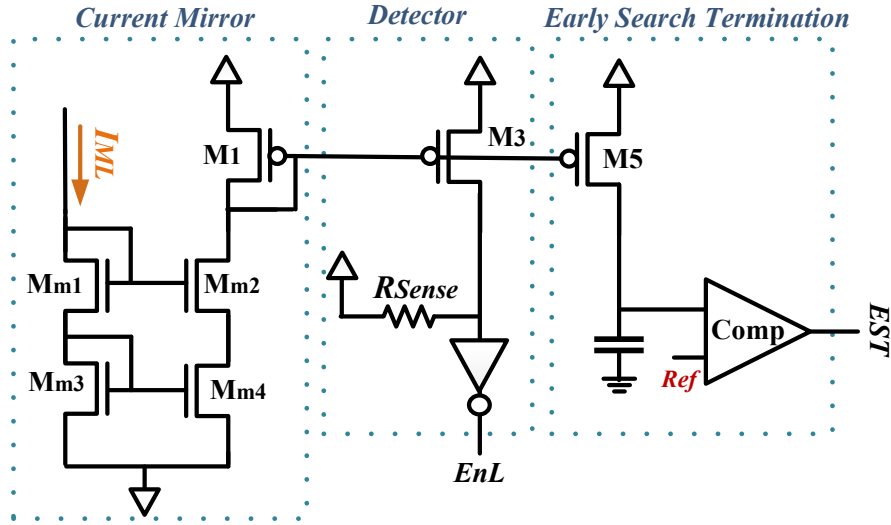 Current Mirror
Detector
Early Search Termination
IML
M1
M3
M5
Mm1
Mm2
RSense
Comp
EST
Mm3
Mm4
Ref
EnL